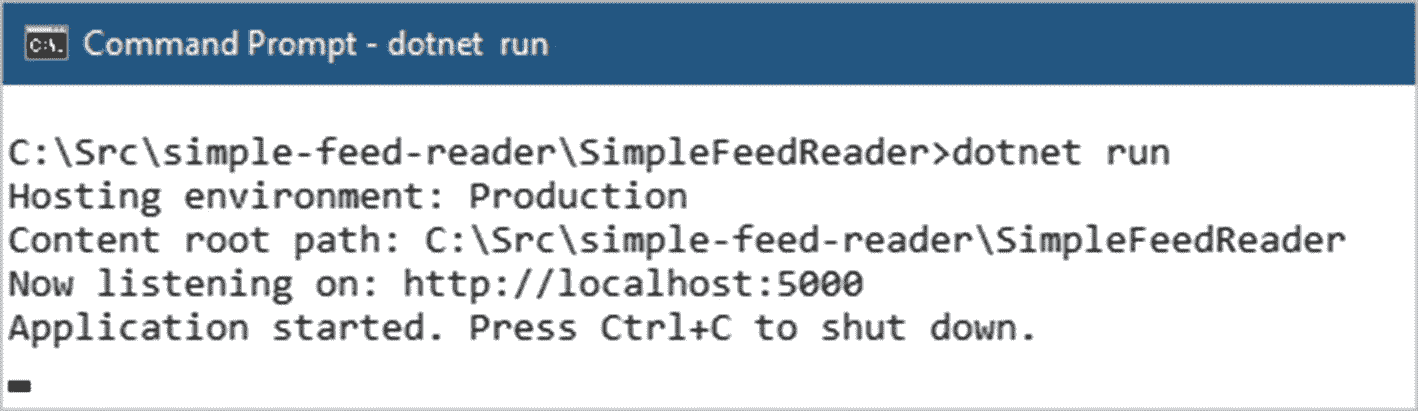 C:\. Command Prompt - dotnet  run
C:\Src\simple-feed-reader\SimpleFeedReader>dotnet run
Hosting environment: Production
Content root path: C:\Src\simple-feed-reader\SimpleFeedReader
Now listening on: http://localhost:5000
Application started. Press Ctrl+C to shut down.